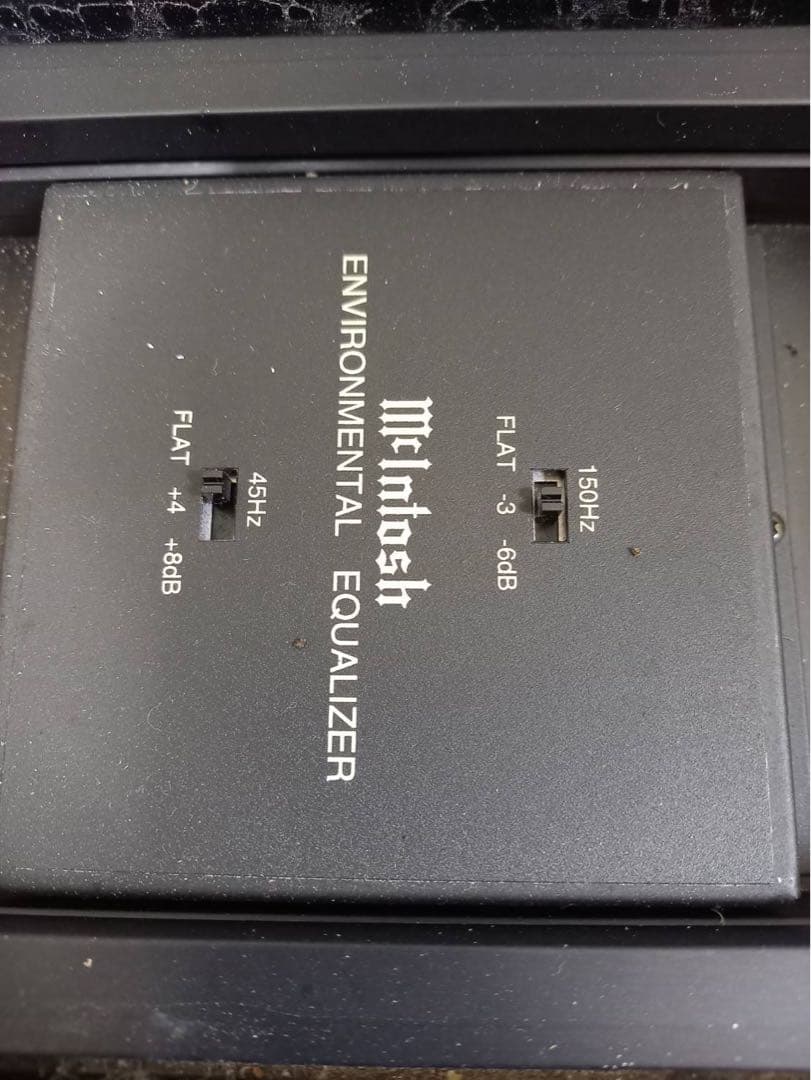 150Hz
FLAT -3 -6dB
McIntosh
ENVIRONMENTAL EQUALIZER
45Hz
FLAT +4 +8dB